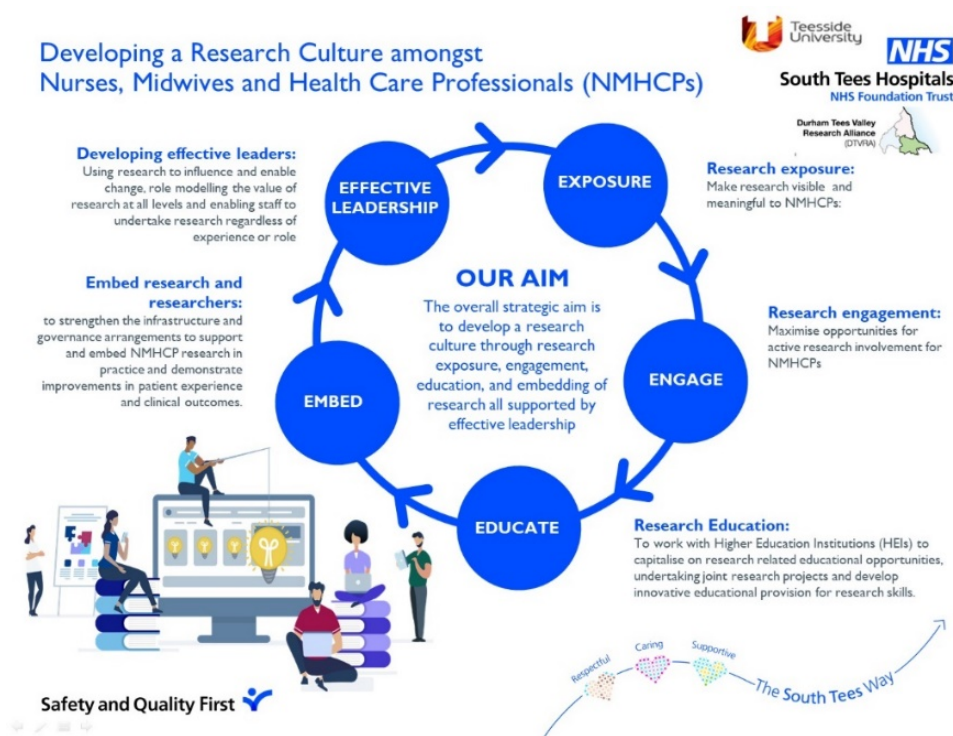 Developing a Research Culture amongst
Nurses, Midwives and Health Care Professionals (NMHCPs)
Teesside
University
NHS
South Tees Hospitals
NHS Foundation Trust
Durham Tees Valley
Research Alliance
(DTVRA)
Developing effective leaders:
Using research to influence and enable
change, role modelling the value of
research at all levels and enabling staff to
undertake research regardless of
experience or role
EFFECTIVE
LEADERSHIP
EXPOSURE
Research exposure:
Make research visible and
meaningful to NMHCPs:
Embed research and
researchers:
to strengthen the infrastructure and
governance arrangements to support
and embed NMHCP research in
practice and demonstrate
improvements in patient experience
and clinical outcomes.
OUR AIM
The overall strategic aim is
to develop a research
culture through research
exposure, engagement,
education, and embedding of
research all supported by
effective leadership
Research engagement:
Maximise opportunities for
active research involvement for
NMHCPs
ENGAGE
EMBED
EDUCATE
Research Education:
To work with Higher Education Institutions (HEIs) to
capitalise on research related educational opportunities,
undertaking joint research projects and develop
innovative educational provision for research skills.
Respectful
Caring
Supportive
The South Tees Way
Safety and Quality First